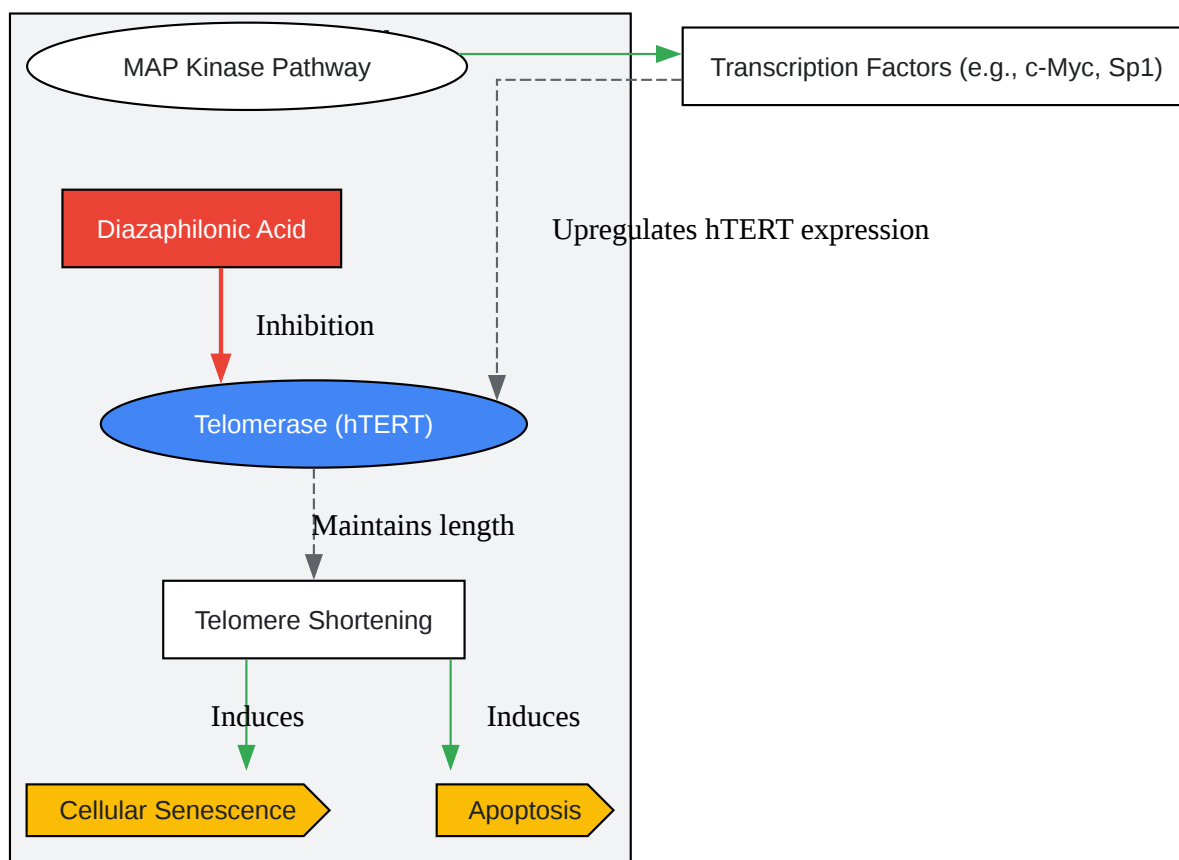 MAP Kinase Pathway
Transcription Factors (e.g., c-Myc, Sp1)
Diazaphilonic Acid
Upregulates hTERT expression
Inhibition
Telomerase (hTERT)
Maintains length
Telomere Shortening
Induces
Induces
Cellular Senescence
Apoptosis